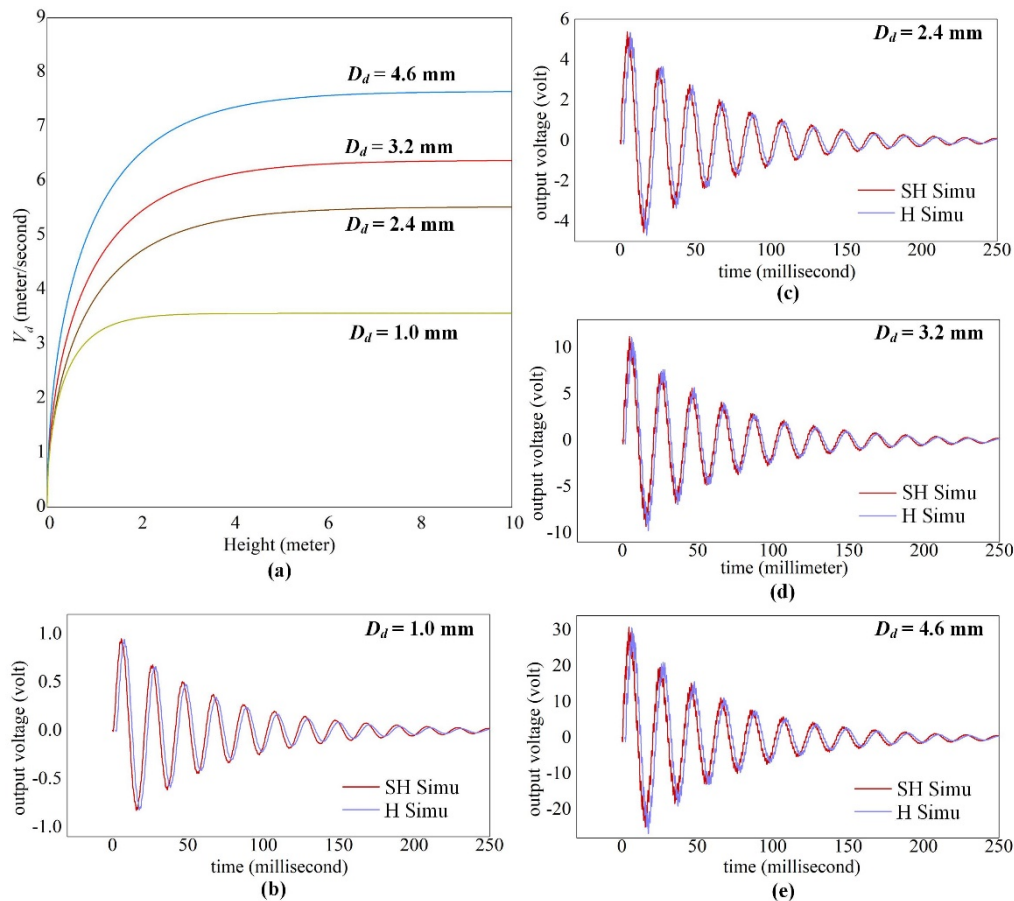 9
8
7
6
5
4
3
2
1
0
V_d (meter/second)
D_d = 4.6 mm
D_d = 3.2 mm
D_d = 2.4 mm
D_d = 1.0 mm
0 2 4 6 8 10
Height (meter)
(a)
D_d = 1.0 mm
1.0
0.5
0.0
-0.5
-1.0
output voltage (volt)
SH Simu
H Simu
0 50 100 150 200 250
time (millisecond)
(b)
D_d = 2.4 mm
6
4
2
0
-2
-4
output voltage (volt)
SH Simu
H Simu
0 50 100 150 200 250
time (millisecond)
(c)
D_d = 3.2 mm
10
5
0
-5
-10
output voltage (volt)
SH Simu
H Simu
0 50 100 150 200 250
time (millimeter)
(d)
D_d = 4.6 mm
30
20
10
0
-10
-20
output voltage (volt)
SH Simu
H Simu
0 50 100 150 200 250
time (millisecond)
(e)